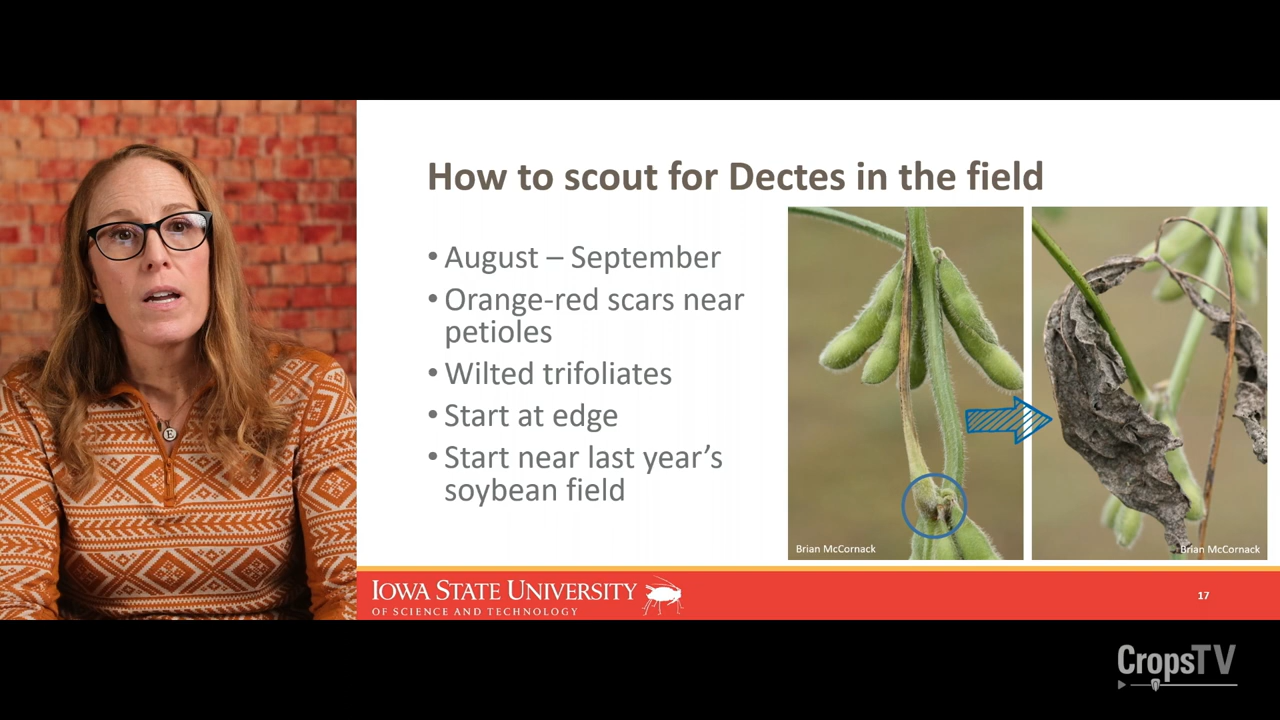 How to scout for Dectes in the field
• August – September
• Orange-red scars near
petioles
• Wilted trifoliates
• Start at edge
• Start near last year's
soybean field
Brian McCornack
Brian McCornack
E
IOWA STATE UNIVERSITY
OF SCIENCE AND TECHNOLOGY
17
CropsTV